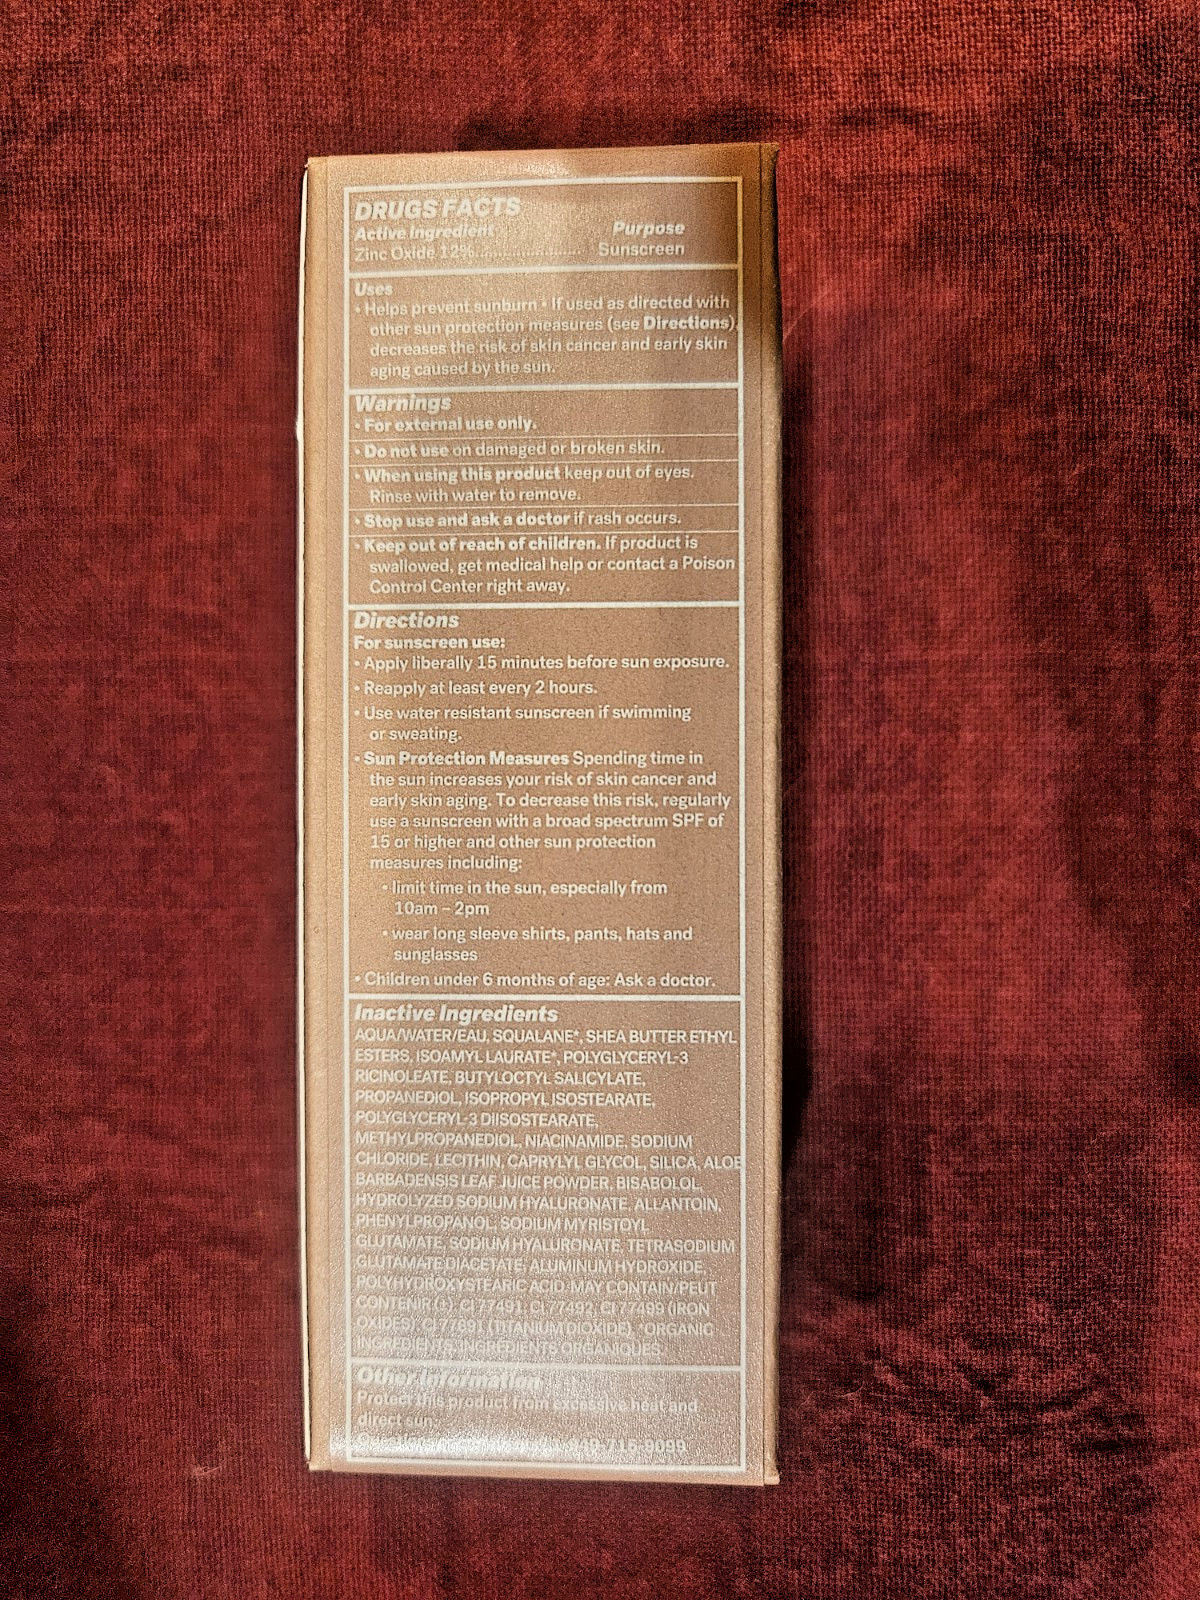 DRUGS FACTS
Active Ingredient Purpose
Zinc Oxide 12%...................... Sunscreen
Uses
• Helps prevent sunburn • If used as directed with
other sun protection measures (see Directions),
decreases the risk of skin cancer and early skin
aging caused by the sun.
Warnings
• For external use only.
• Do not use on damaged or broken skin.
• When using this product keep out of eyes.
Rinse with water to remove.
• Stop use and ask a doctor if rash occurs.
• Keep out of reach of children. If product is
swallowed, get medical help or contact a Poison
Control Center right away.
Directions
For sunscreen use:
• Apply liberally 15 minutes before sun exposure.
• Reapply at least every 2 hours.
• Use water resistant sunscreen if swimming
or sweating.
• Sun Protection Measures Spending time in
the sun increases your risk of skin cancer and
early skin aging. To decrease this risk, regularly
use a sunscreen with a broad spectrum SPF of
15 or higher and other sun protection
measures including:
• limit time in the sun, especially from
10am – 2pm
• wear long sleeve shirts, pants, hats and
sunglasses
• Children under 6 months of age: Ask a doctor.
Inactive Ingredients
AQUA/WATER/EAU, SQUALANE*, SHEA BUTTER ETHYL
ESTERS, ISOAMYL LAURATE*, POLYGLYCERYL-3
RICINOLEATE, BUTYLOCTYL SALICYLATE,
PROPANEDIOL, ISOPROPYL ISOSTEARATE,
POLYGLYCERYL-3 DIISOSTEARATE,
METHYLPROPANEDIOL, NIACINAMIDE, SODIUM
CHLORIDE, LECITHIN, CAPRYLYL GLYCOL, SILICA, ALOE
BARBADENSIS LEAF JUICE POWDER, BISABOLOL,
HYDROLYZED SODIUM HYALURONATE, ALLANTOIN,
PHENYLPROPANOL, SODIUM MYRISTOYL
GLUTAMATE, SODIUM HYALURONATE, TETRASODIUM
GLUTAMATE DIACETATE, ALUMINUM HYDROXIDE,
POLYHYDROXYSTEARIC ACID. MAY CONTAIN/PEUT
CONTENIR (±): CI 77491, CI 77492, CI 77499 (IRON
OXIDES), CI 77891 (TITANIUM DIOXIDE). *ORGANIC
INGREDIENTS, INGREDIENTS ORGANIQUES.
Other information
Protect this product from excessive heat and
direct sun.
949-715-9099